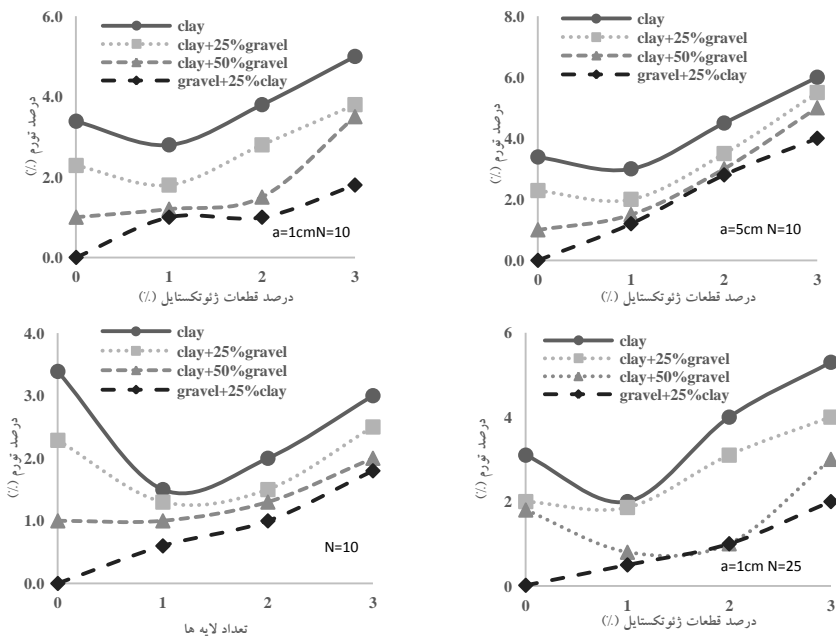 6.0
4.0
2.0
0.0
0
1
2
3
درصد تورم (%)
clay
clay+25%gravel
clay+50%gravel
gravel+25%clay
a=1cmN=10
درصد قطعات ژئوتکستایل (٪)
8.0
6.0
4.0
2.0
0.0
0
1
2
3
درصد تورم (%)
clay
clay+25%gravel
clay+50%gravel
gravel+25%clay
a=5cm N=10
درصد قطعات ژئوتکستایل (٪)
4.0
3.0
2.0
1.0
0.0
0
1
2
3
درصد تورم (%)
clay
clay+25%gravel
clay+50%gravel
gravel+25%clay
N=10
تعداد لایه ها
6
4
2
0
0
1
2
3
درصد تورم (%)
clay
clay+25%gravel
clay+50%gravel
gravel+25%clay
a=1cm N=25
درصد قطعات ژئوتکستایل (٪)